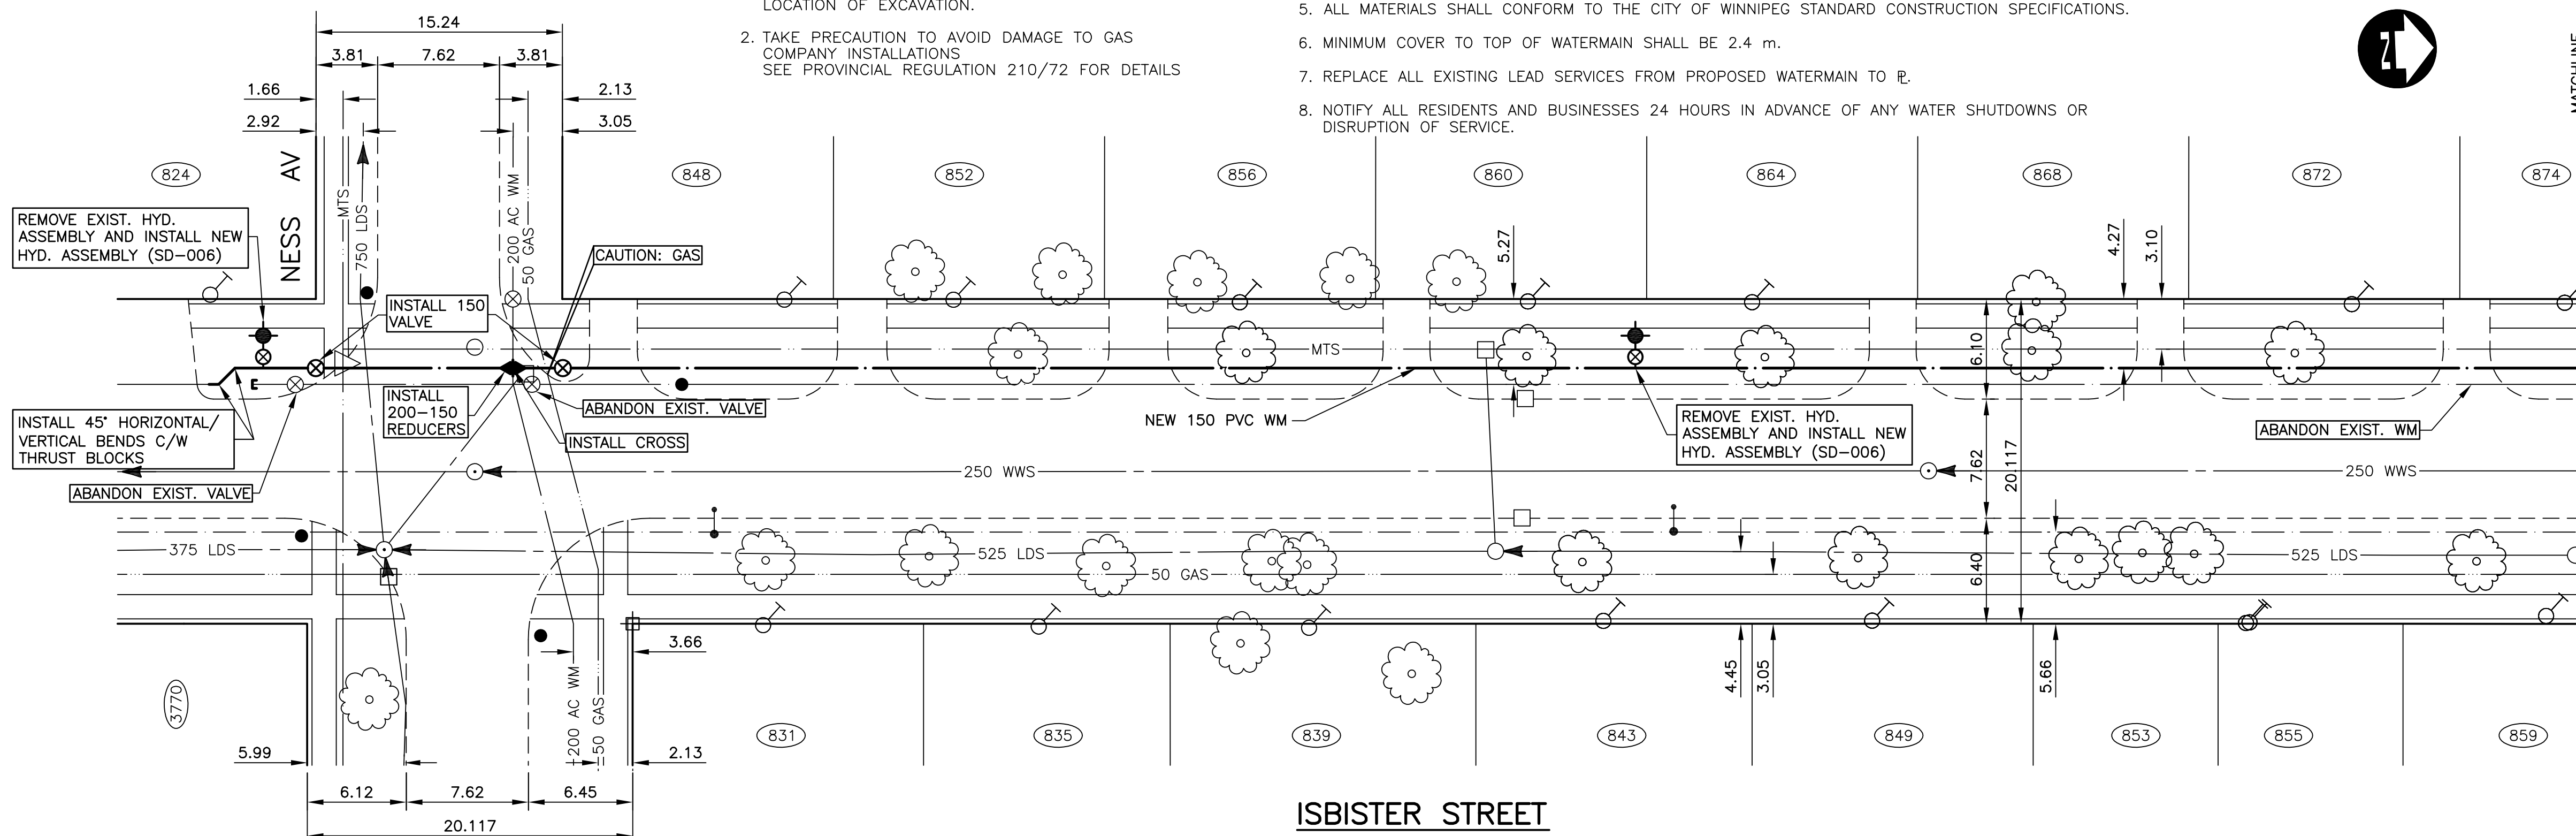 LOCATION OF EXCAVATION.
2. TAKE PRECAUTION TO AVOID DAMAGE TO GAS
COMPANY INSTALLATIONS
SEE PROVINCIAL REGULATION 210/72 FOR DETAILS
5. ALL MATERIALS SHALL CONFORM TO THE CITY OF WINNIPEG STANDARD CONSTRUCTION SPECIFICATIONS.
6. MINIMUM COVER TO TOP OF WATERMAIN SHALL BE 2.4 m.
7. REPLACE ALL EXISTING LEAD SERVICES FROM PROPOSED WATERMAIN TO ⅊.
8. NOTIFY ALL RESIDENTS AND BUSINESSES 24 HOURS IN ADVANCE OF ANY WATER SHUTDOWNS OR
DISRUPTION OF SERVICE.
N
MATCHLINE
15.24
3.81
7.62
3.81
1.66
2.13
2.92
3.05
824
NESS AV
MTS
750 LDS
200 AC WM
50 GAS
848
852
856
860
864
868
872
874
REMOVE EXIST. HYD.
ASSEMBLY AND INSTALL NEW
HYD. ASSEMBLY (SD-006)
CAUTION: GAS
INSTALL 150
VALVE
5.27
4.27
3.10
MTS
6.10
E
INSTALL
200-150
REDUCERS
ABANDON EXIST. VALVE
INSTALL CROSS
INSTALL 45° HORIZONTAL/
VERTICAL BENDS C/W
THRUST BLOCKS
ABANDON EXIST. VALVE
NEW 150 PVC WM
REMOVE EXIST. HYD.
ASSEMBLY AND INSTALL NEW
HYD. ASSEMBLY (SD-006)
ABANDON EXIST. WM
250 WWS
7.62
20.117
250 WWS
375 LDS
525 LDS
50 GAS
6.40
525 LDS
3.66
4.45
3.05
5.66
3770
200 AC WM
50 GAS
831
835
839
843
849
853
855
859
5.99
2.13
6.12
7.62
6.45
20.117
ISBISTER STREET